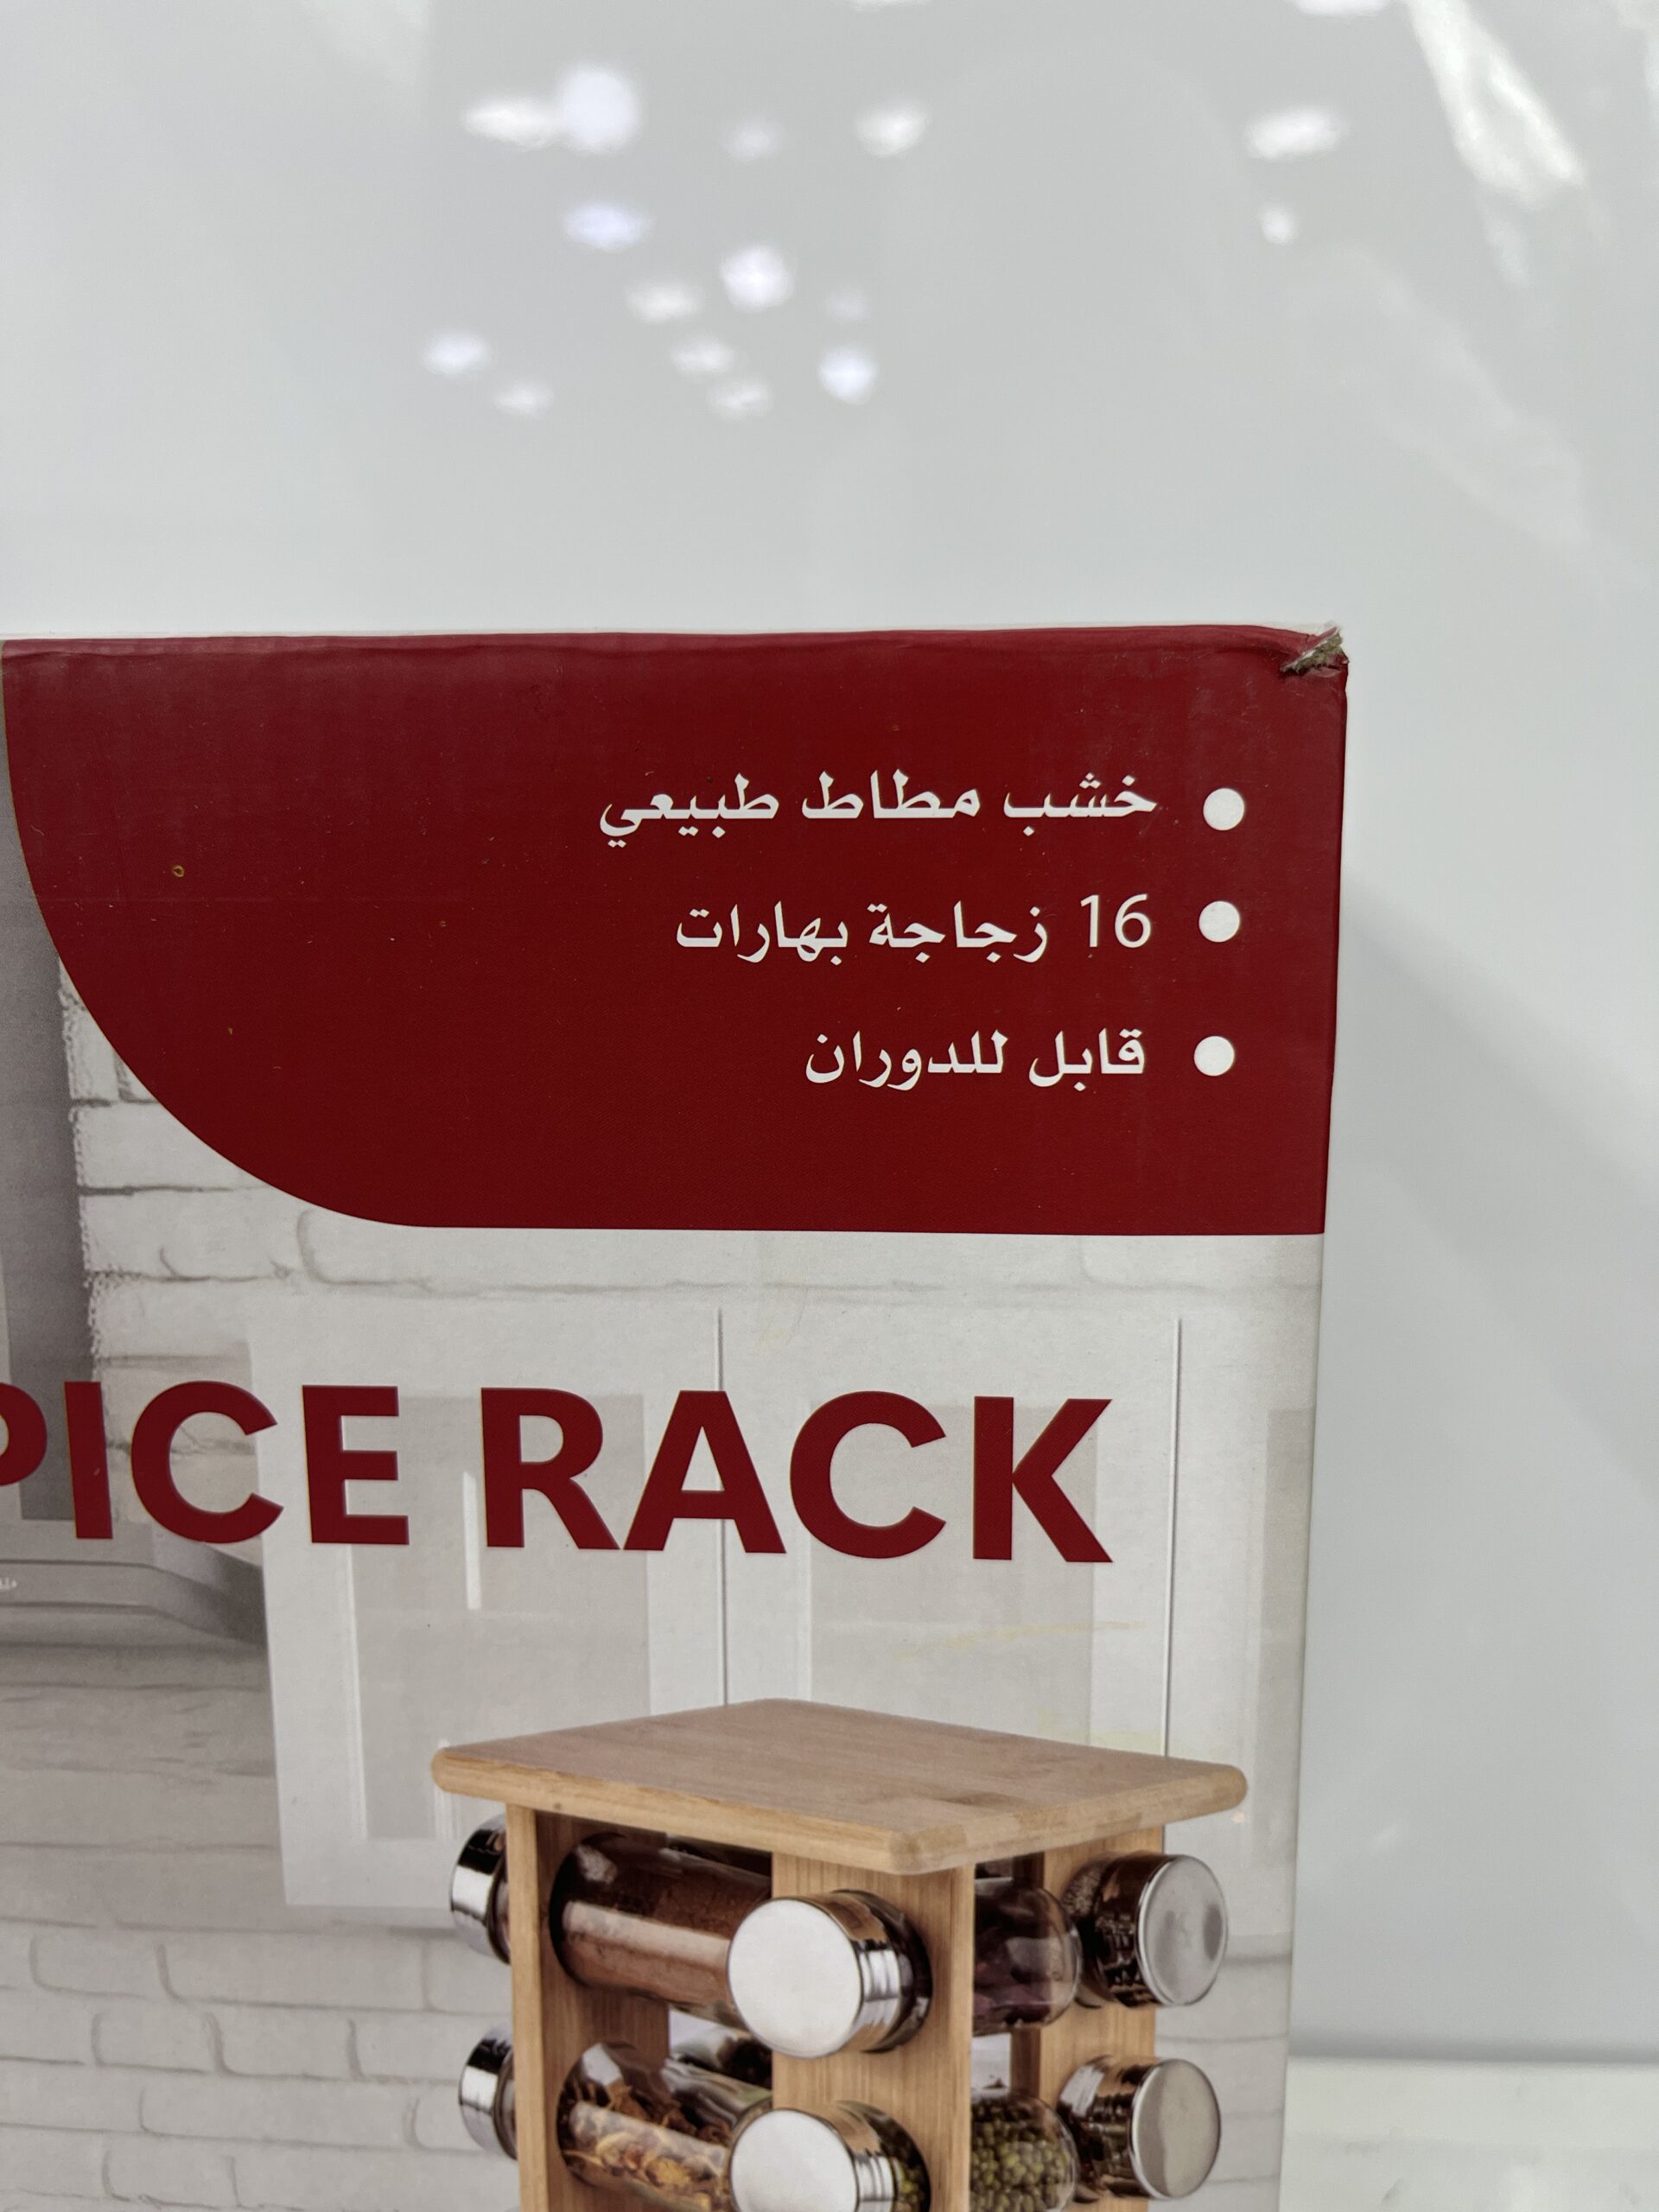 ● خشب مطاط طبيعي
● 16 زجاجة بهارات
● قابل للدوران
PICE RACK